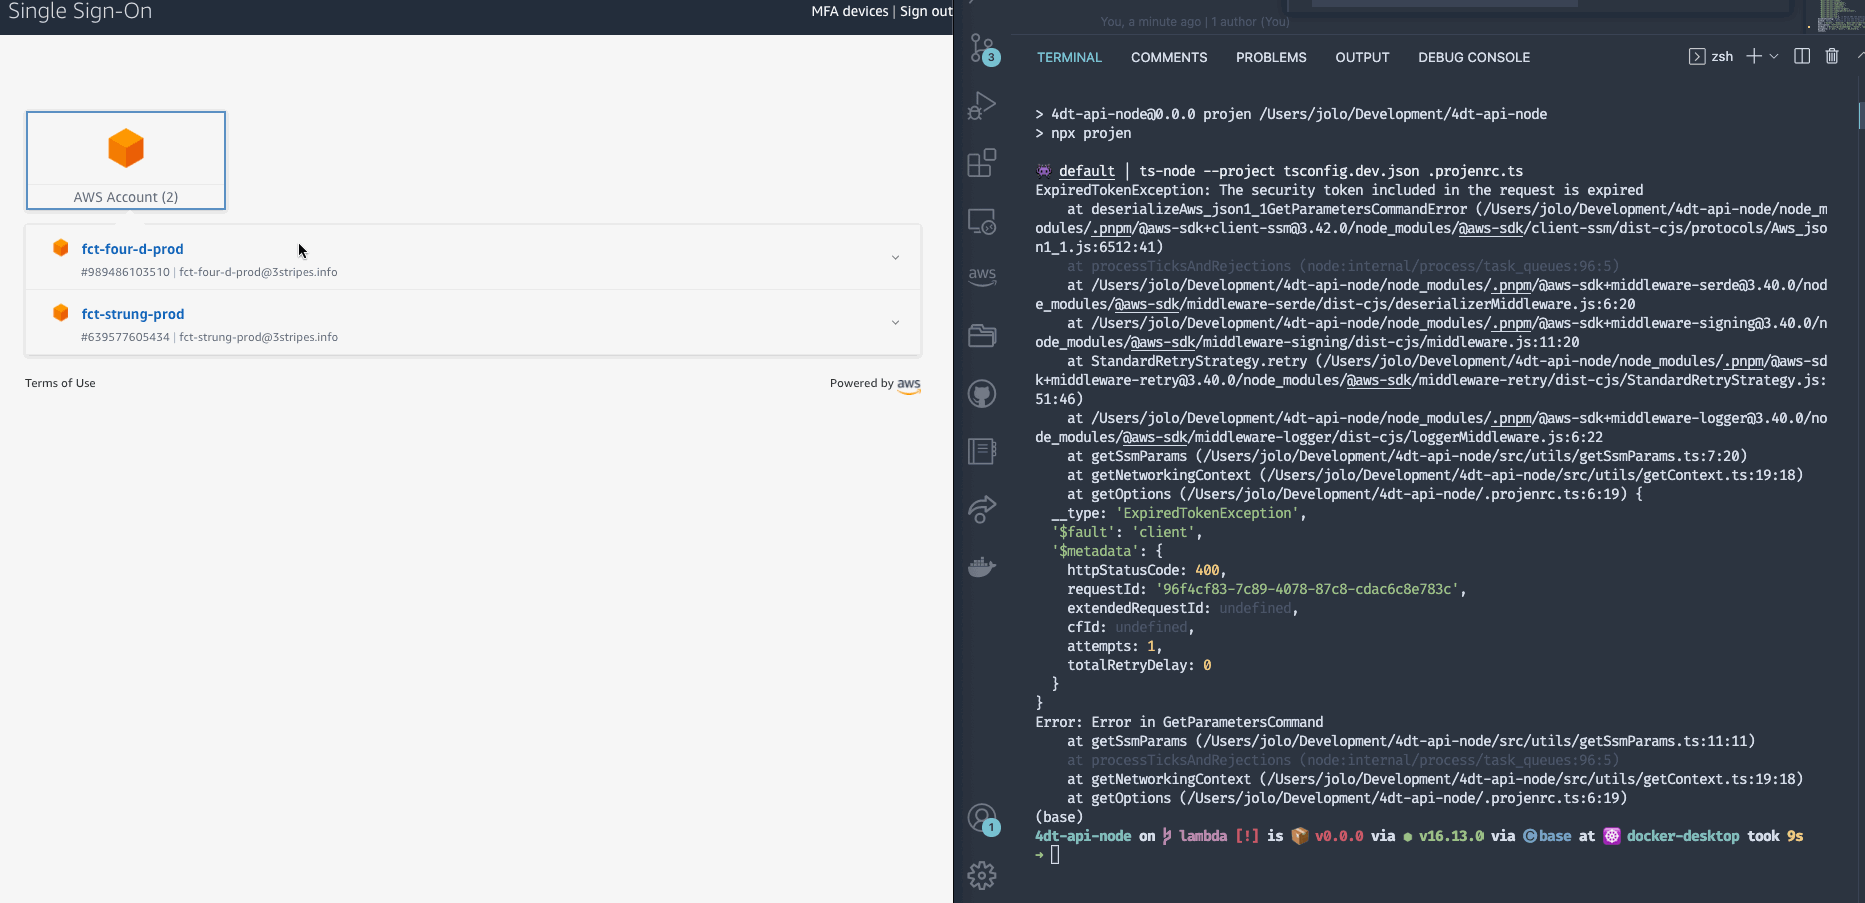 Single Sign-On
MFA devices | Sign out
AWS Account (2)
fct-four-d-prod
#989486103510 | fct-four-d-prod@3stripes.info
fct-strung-prod
#639577605434 | fct-strung-prod@3stripes.info
Terms of Use
Powered by aws
You, a minute ago | 1 author (You)
3
TERMINAL COMMENTS PROBLEMS OUTPUT DEBUG CONSOLE
zsh
aws
1
> 4dt-api-node@0.0.0 projen /Users/jolo/Development/4dt-api-node
> npx projen
👾 default | ts-node --project tsconfig.dev.json .projenrc.ts
ExpiredTokenException: The security token included in the request is expired
at deserializeAws_json1_1GetParametersCommandError (/Users/jolo/Development/4dt-api-node/node_m
odules/.pnpm/@aws-sdk+client-ssm@3.42.0/node_modules/@aws-sdk/client-ssm/dist-cjs/protocols/Aws_jso
n1_1.js:6512:41)
at processTicksAndRejections (node:internal/process/task_queues:96:5)
at /Users/jolo/Development/4dt-api-node/node_modules/.pnpm/@aws-sdk+middleware-serde@3.40.0/nod
e_modules/@aws-sdk/middleware-serde/dist-cjs/deserializerMiddleware.js:6:20
at /Users/jolo/Development/4dt-api-node/node_modules/.pnpm/@aws-sdk+middleware-signing@3.40.0/n
ode_modules/@aws-sdk/middleware-signing/dist-cjs/middleware.js:11:20
at StandardRetryStrategy.retry (/Users/jolo/Development/4dt-api-node/node_modules/.pnpm/@aws-sd
k+middleware-retry@3.40.0/node_modules/@aws-sdk/middleware-retry/dist-cjs/StandardRetryStrategy.js:
51:46)
at /Users/jolo/Development/4dt-api-node/node_modules/.pnpm/@aws-sdk+middleware-logger@3.40.0/no
de_modules/@aws-sdk/middleware-logger/dist-cjs/loggerMiddleware.js:6:22
at getSsmParams (/Users/jolo/Development/4dt-api-node/src/utils/getSsmParams.ts:7:20)
at getNetworkingContext (/Users/jolo/Development/4dt-api-node/src/utils/getContext.ts:19:18)
at getOptions (/Users/jolo/Development/4dt-api-node/.projenrc.ts:6:19) {
__type: 'ExpiredTokenException',
'$fault': 'client',
'$metadata': {
httpStatusCode: 400,
requestId: '96f4cf83-7c89-4078-87c8-cdac6c8e783c',
extendedRequestId: undefined,
cfId: undefined,
attempts: 1,
totalRetryDelay: 0
}
}
Error: Error in GetParametersCommand
at getSsmParams (/Users/jolo/Development/4dt-api-node/src/utils/getSsmParams.ts:11:11)
at processTicksAndRejections (node:internal/process/task_queues:96:5)
at getNetworkingContext (/Users/jolo/Development/4dt-api-node/src/utils/getContext.ts:19:18)
at getOptions (/Users/jolo/Development/4dt-api-node/.projenrc.ts:6:19)
(base)
4dt-api-node on lambda [!] is 📦 v0.0.0 via v16.13.0 via base at docker-desktop took 9s
➜